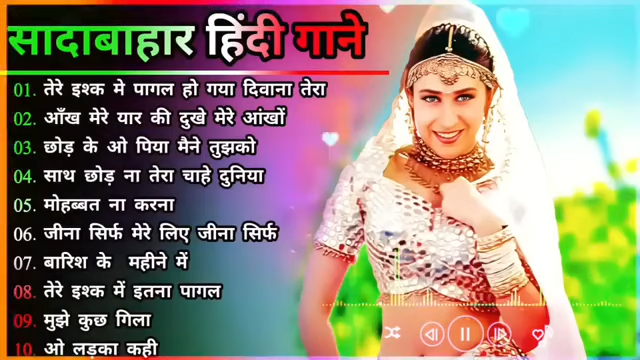 सादाबाहार हिंदी गाने
01. तेरे इश्क मे पागल हो गया दिवाना तेरा
02. आँख मेरे यार की दुखे मेरे आंखों
03. छोड़ के ओ पिया मैने तुझको
04. साथ छोड़ ना तेरा चाहे दुनिया
05. मोहब्बत ना करना
06. जीना सिर्फ मेरे लिए जीना सिर्फ
07. बारिश के महीने में
08. तेरे इश्क में इतना पागल
09. मुझे कुछ गिला
10. ओ लड़का कही